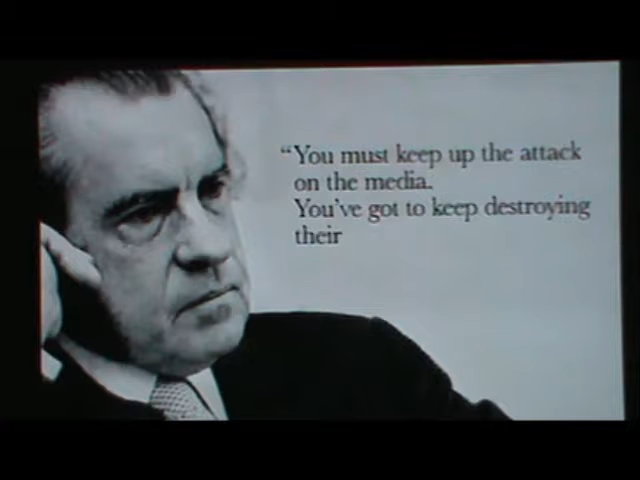 “You must keep up the attack
on the media.
You’ve got to keep destroying
their